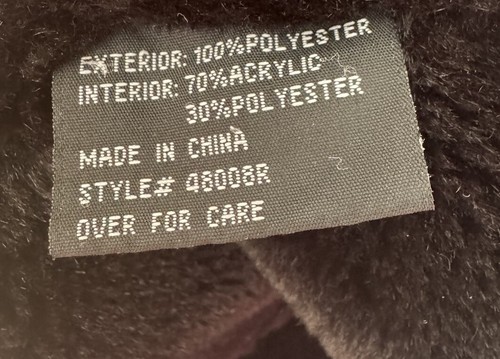 EXTERIOR: 100%POLYESTER
INTERIOR: 70%ACRYLIC
30%POLYESTER
MADE IN CHINA
STYLE# 48008R
OVER FOR CARE